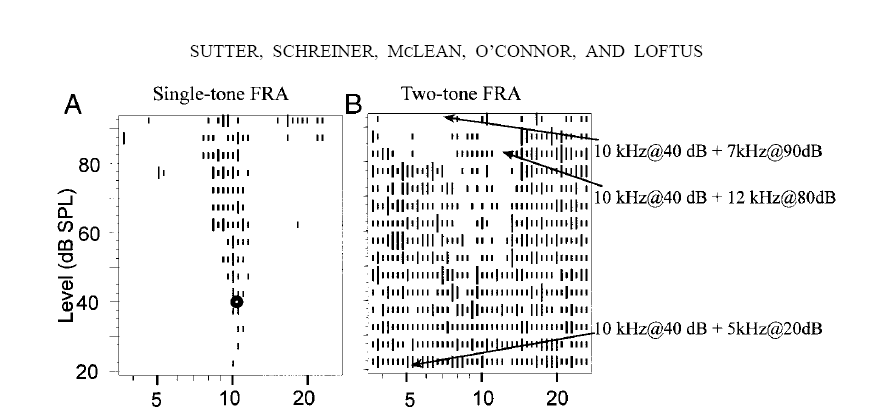 SUTTER, SCHREINER, McLEAN, O'CONNOR, AND LOFTUS
A Single-tone FRA B Two-tone FRA
10 kHz@40 dB + 7kHz@90dB
80
10 kHz@40 dB + 12 kHz@80dB
Level (dB SPL)
60
40
10 kHz@40 dB + 5kHz@20dB
20
5 10 20 5 10 20